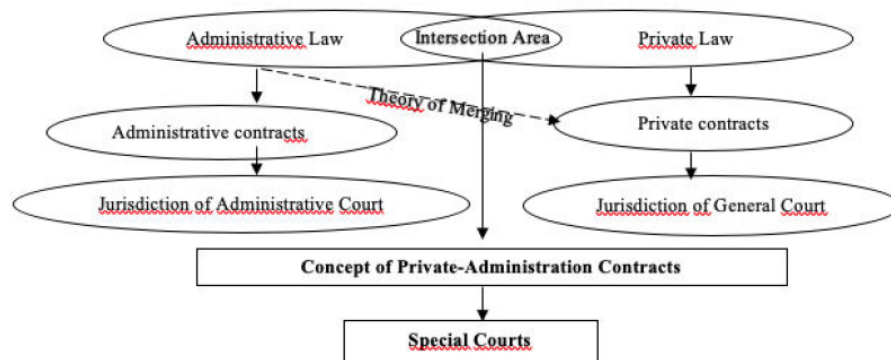 Administrative Law
Intersection Area
Private Law
Theory of Merging
Administrative contracts
Private contracts
Jurisdiction of Administrative Court
Jurisdiction of General Court
Concept of Private-Administration Contracts
Special Courts